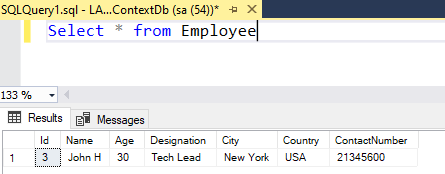 SQLQuery1.sql - LA...ContextDb (sa (54))*
Select * from Employee
133 %
Results Messages
Id Name Age Designation City Country ContactNumber
1 3 John H 30 Tech Lead New York USA 21345600